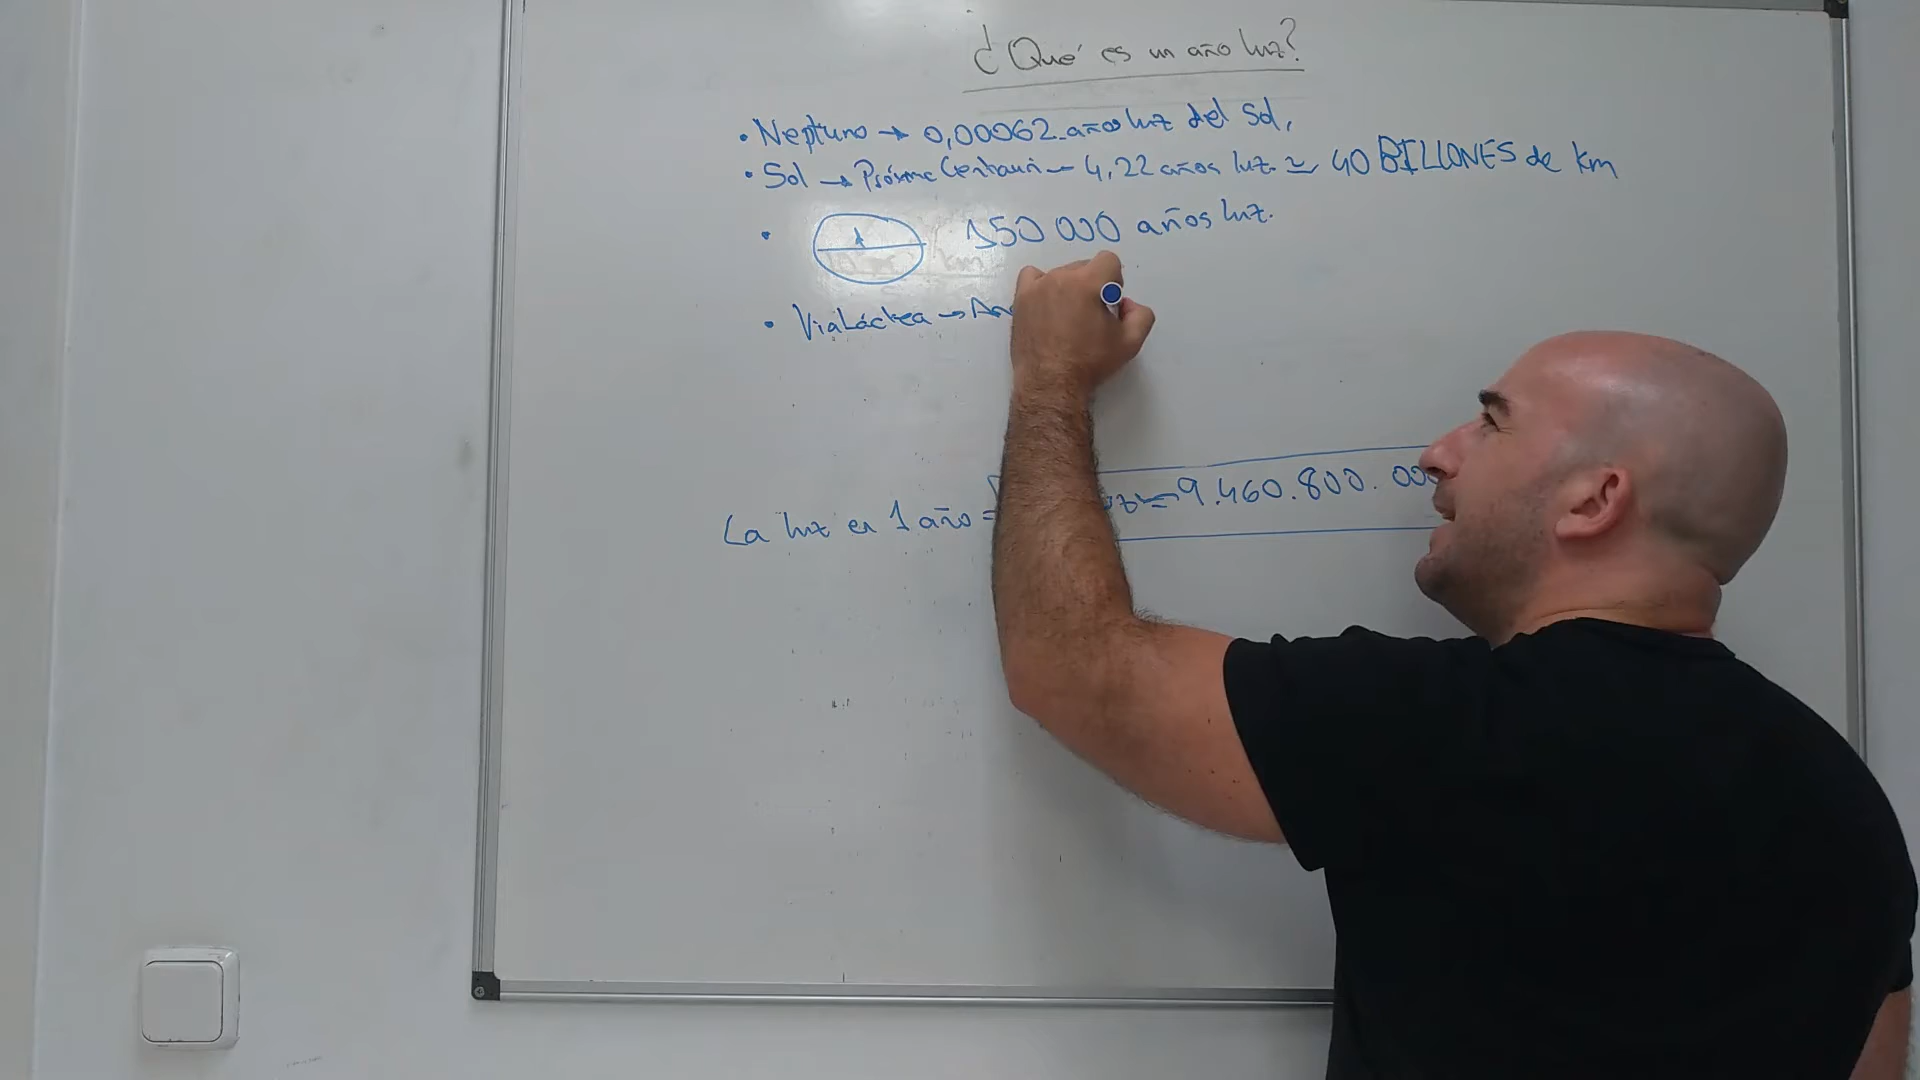 ¿Qué es un año luz?
• Neptuno → 0,00062 años luz del Sol,
• Sol → Próxima Centauri – 4,22 años luz. ≃ 40 BILLONES de km
• 150 000 años luz.
km
• Via Láctea → An
La luz en 1 año = 9.460.800.000